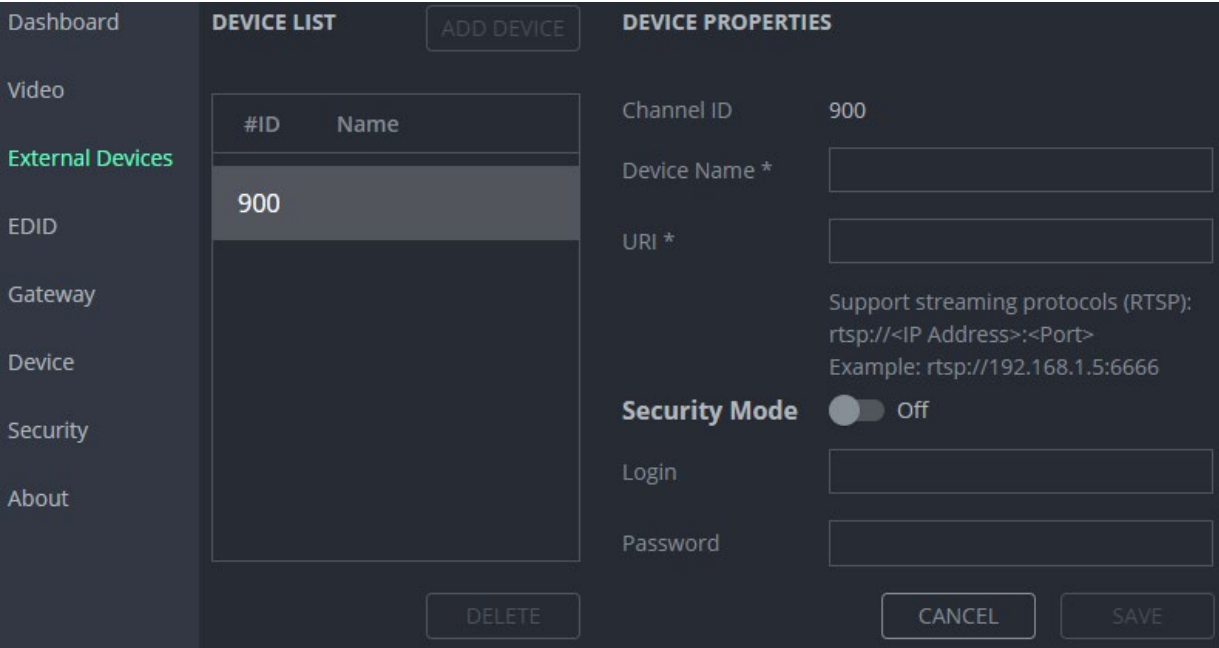 Dashboard
Video
External Devices
EDID
Gateway
Device
Security
About
DEVICE LIST
ADD DEVICE
#ID Name
900
DELETE
DEVICE PROPERTIES
Channel ID 900
Device Name *
URI *
Support streaming protocols (RTSP):
rtsp://<IP Address>:<Port>
Example: rtsp://192.168.1.5:6666
Security Mode Off
Login
Password
CANCEL SAVE